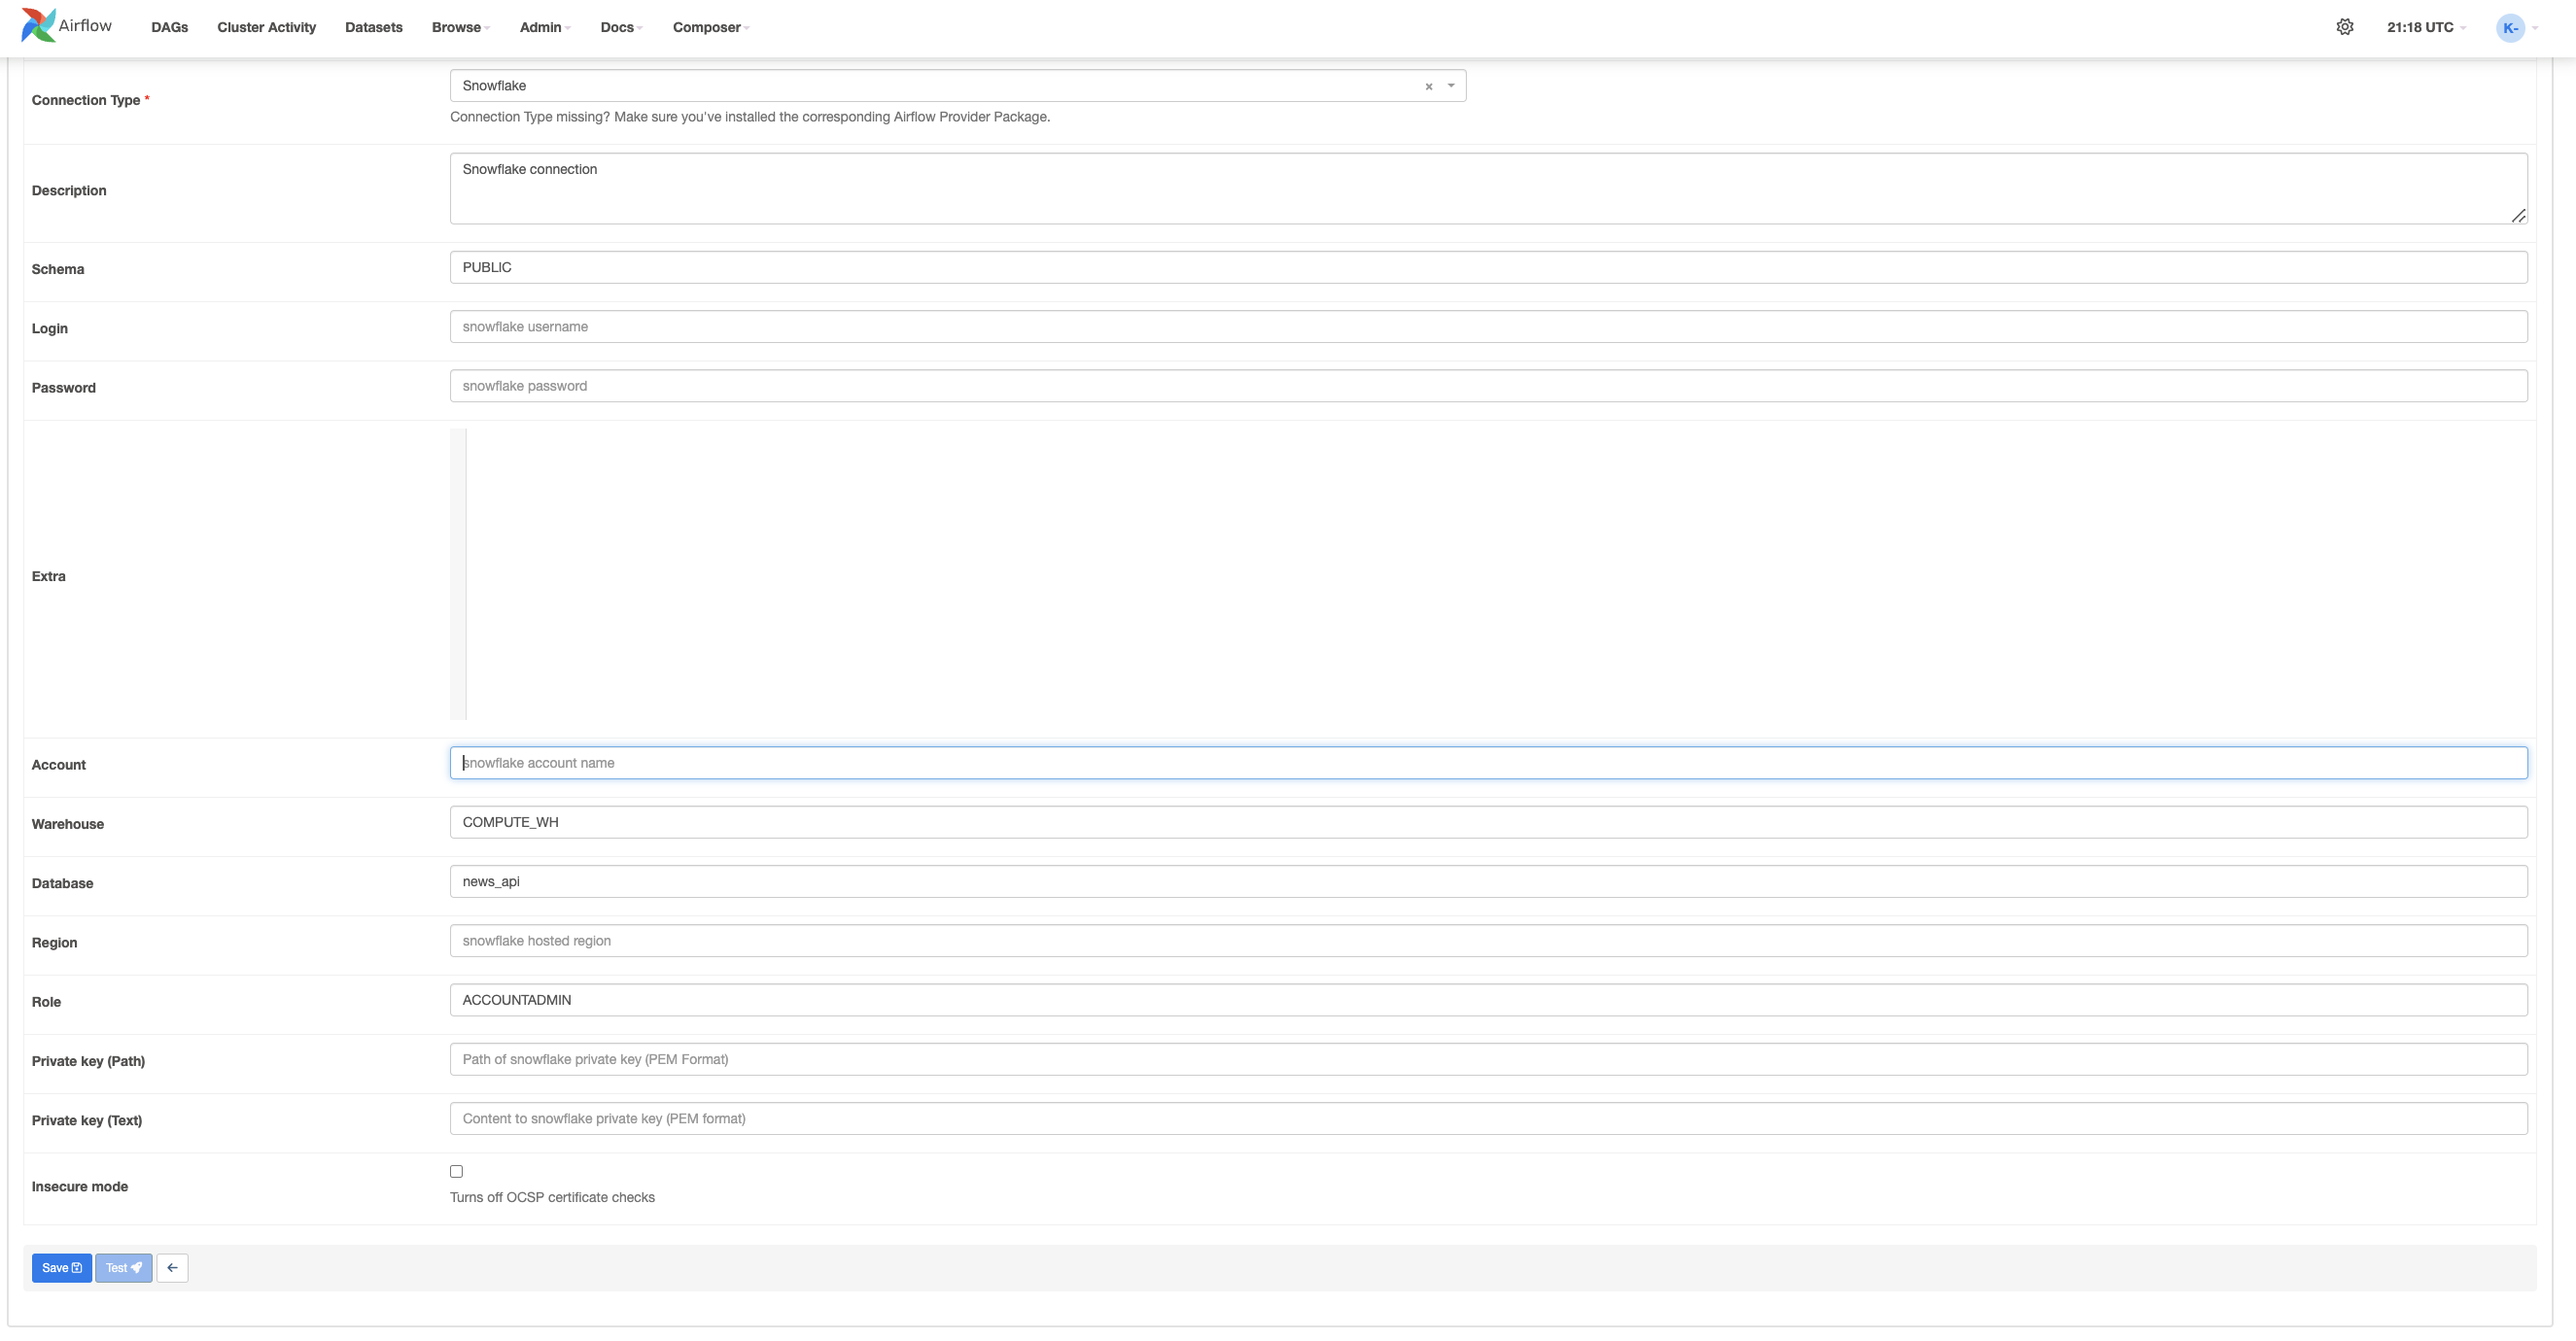 Airflow DAGs Cluster Activity Datasets Browse Admin Docs Composer 21:18 UTC K-
Connection Type * Snowflake × 
Connection Type missing? Make sure you've installed the corresponding Airflow Provider Package.
Description Snowflake connection
Schema PUBLIC
Login snowflake username
Password snowflake password
Extra
Account snowflake account name
Warehouse COMPUTE_WH
Database news_api
Region snowflake hosted region
Role ACCOUNTADMIN
Private key (Path) Path of snowflake private key (PEM Format)
Private key (Text) Content to snowflake private key (PEM format)
Insecure mode
Turns off OCSP certificate checks
Save Test